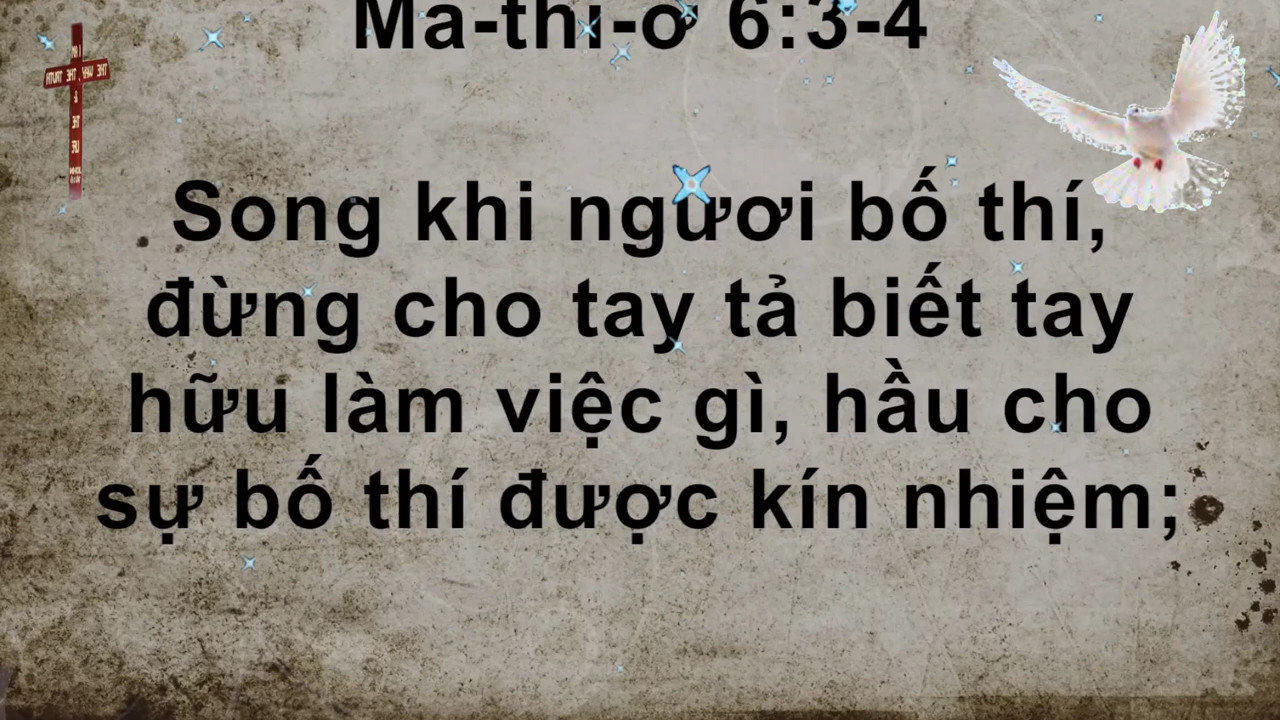 Ma-thi-ơ 6:3-4
Song khi ngươi bố thí,
đừng cho tay tả biết tay
hữu làm việc gì, hầu cho
sự bố thí được kín nhiệm;